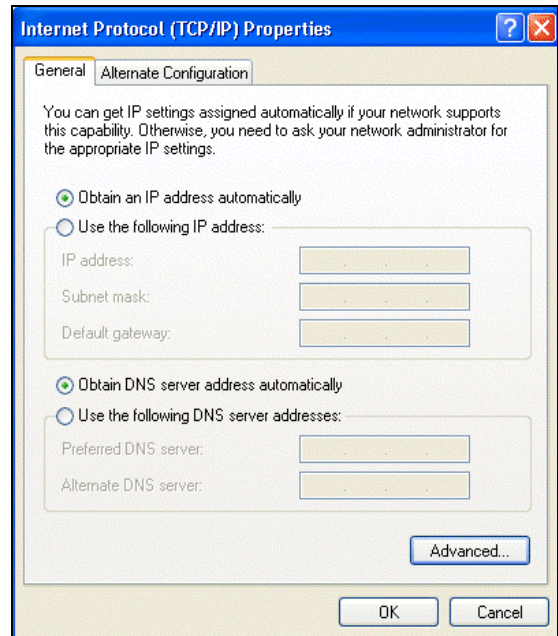 Internet Protocol (TCP/IP) Properties
General
Alternate Configuration
You can get IP settings assigned automatically if your network supports
this capability. Otherwise, you need to ask your network administrator for
the appropriate IP settings.
Obtain an IP address automatically
Use the following IP address:
IP address:
Subnet mask:
Default gateway:
Obtain DNS server address automatically
Use the following DNS server addresses:
Preferred DNS server:
Alternate DNS server:
Advanced...
OK
Cancel